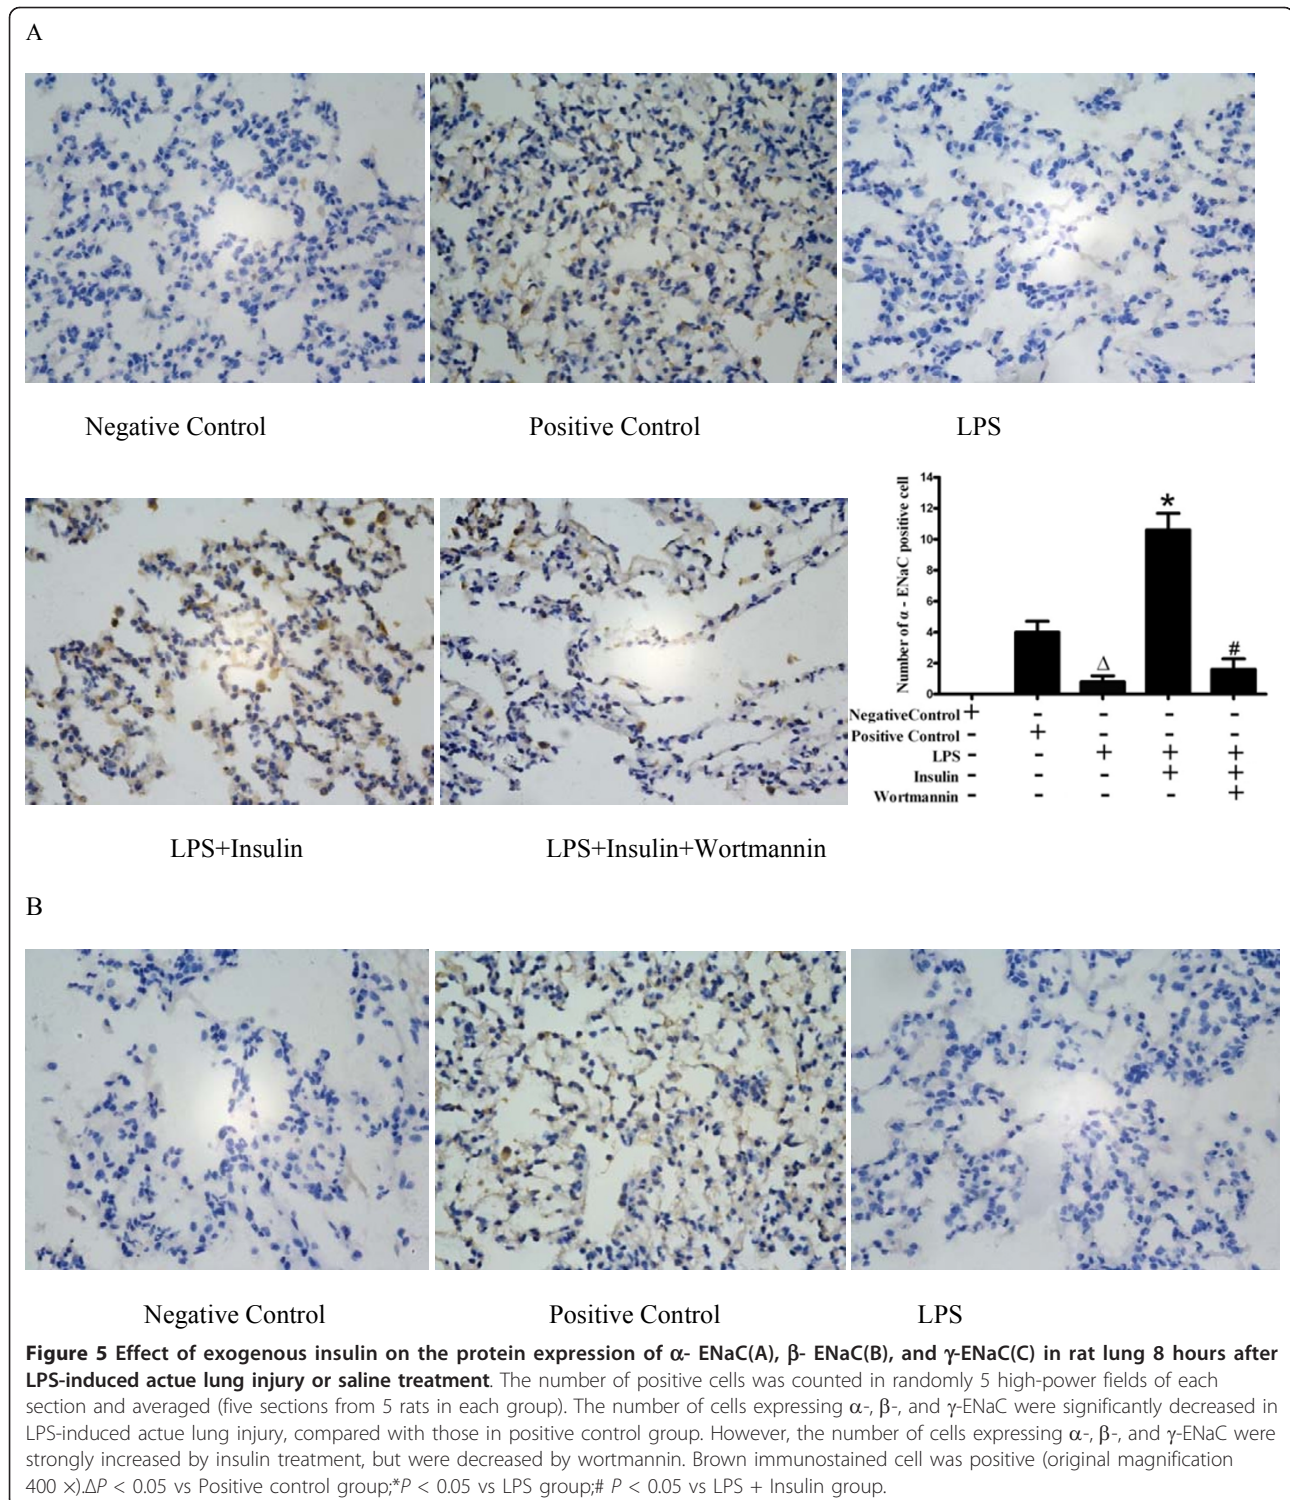 A
Negative Control
Positive Control
LPS
LPS+Insulin
LPS+Insulin+Wortmannin
Number of α - ENaC positive cell
14
12
10
8
6
4
2
0
Δ
*
#
NegativeControl + - - - -
Positive Control - + - - -
LPS - - + + +
Insulin - - - + +
Wortmannin - - - - +
B
Negative Control
Positive Control
LPS
Figure 5 Effect of exogenous insulin on the protein expression of α- ENaC(A), β- ENaC(B), and γ-ENaC(C) in rat lung 8 hours after
LPS-induced actue lung injury or saline treatment. The number of positive cells was counted in randomly 5 high-power fields of each
section and averaged (five sections from 5 rats in each group). The number of cells expressing α-, β-, and γ-ENaC were significantly decreased in
LPS-induced actue lung injury, compared with those in positive control group. However, the number of cells expressing α-, β-, and γ-ENaC were
strongly increased by insulin treatment, but were decreased by wortmannin. Brown immunostained cell was positive (original magnification
400 ×).ΔP < 0.05 vs Positive control group;*P < 0.05 vs LPS group;# P < 0.05 vs LPS + Insulin group.